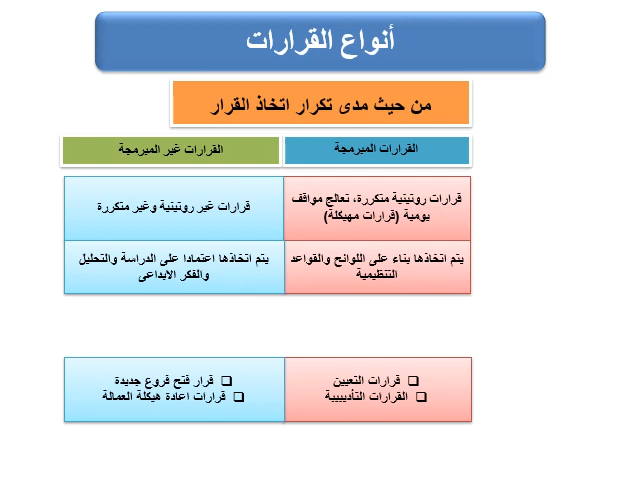 أنواع القرارات
من حيث مدى تكرار اتخاذ القرار
القرارات المبرمجة
القرارات غير المبرمجة
قرارات روتينية متكررة، تعالج مواقف
يومية (قرارات مهيكلة)
قرارات غير روتينية وغير متكررة
يتم اتخاذها بناء على اللوائح والقواعد
التنظيمية
يتم اتخاذها اعتمادا على الدراسة والتحليل
والفكر الابداعى
❑ قرارات التعيين
❑ القرارات التأديبيية
❑ قرار فتح فروع جديدة
❑ قرارات اعادة هيكلة العمالة